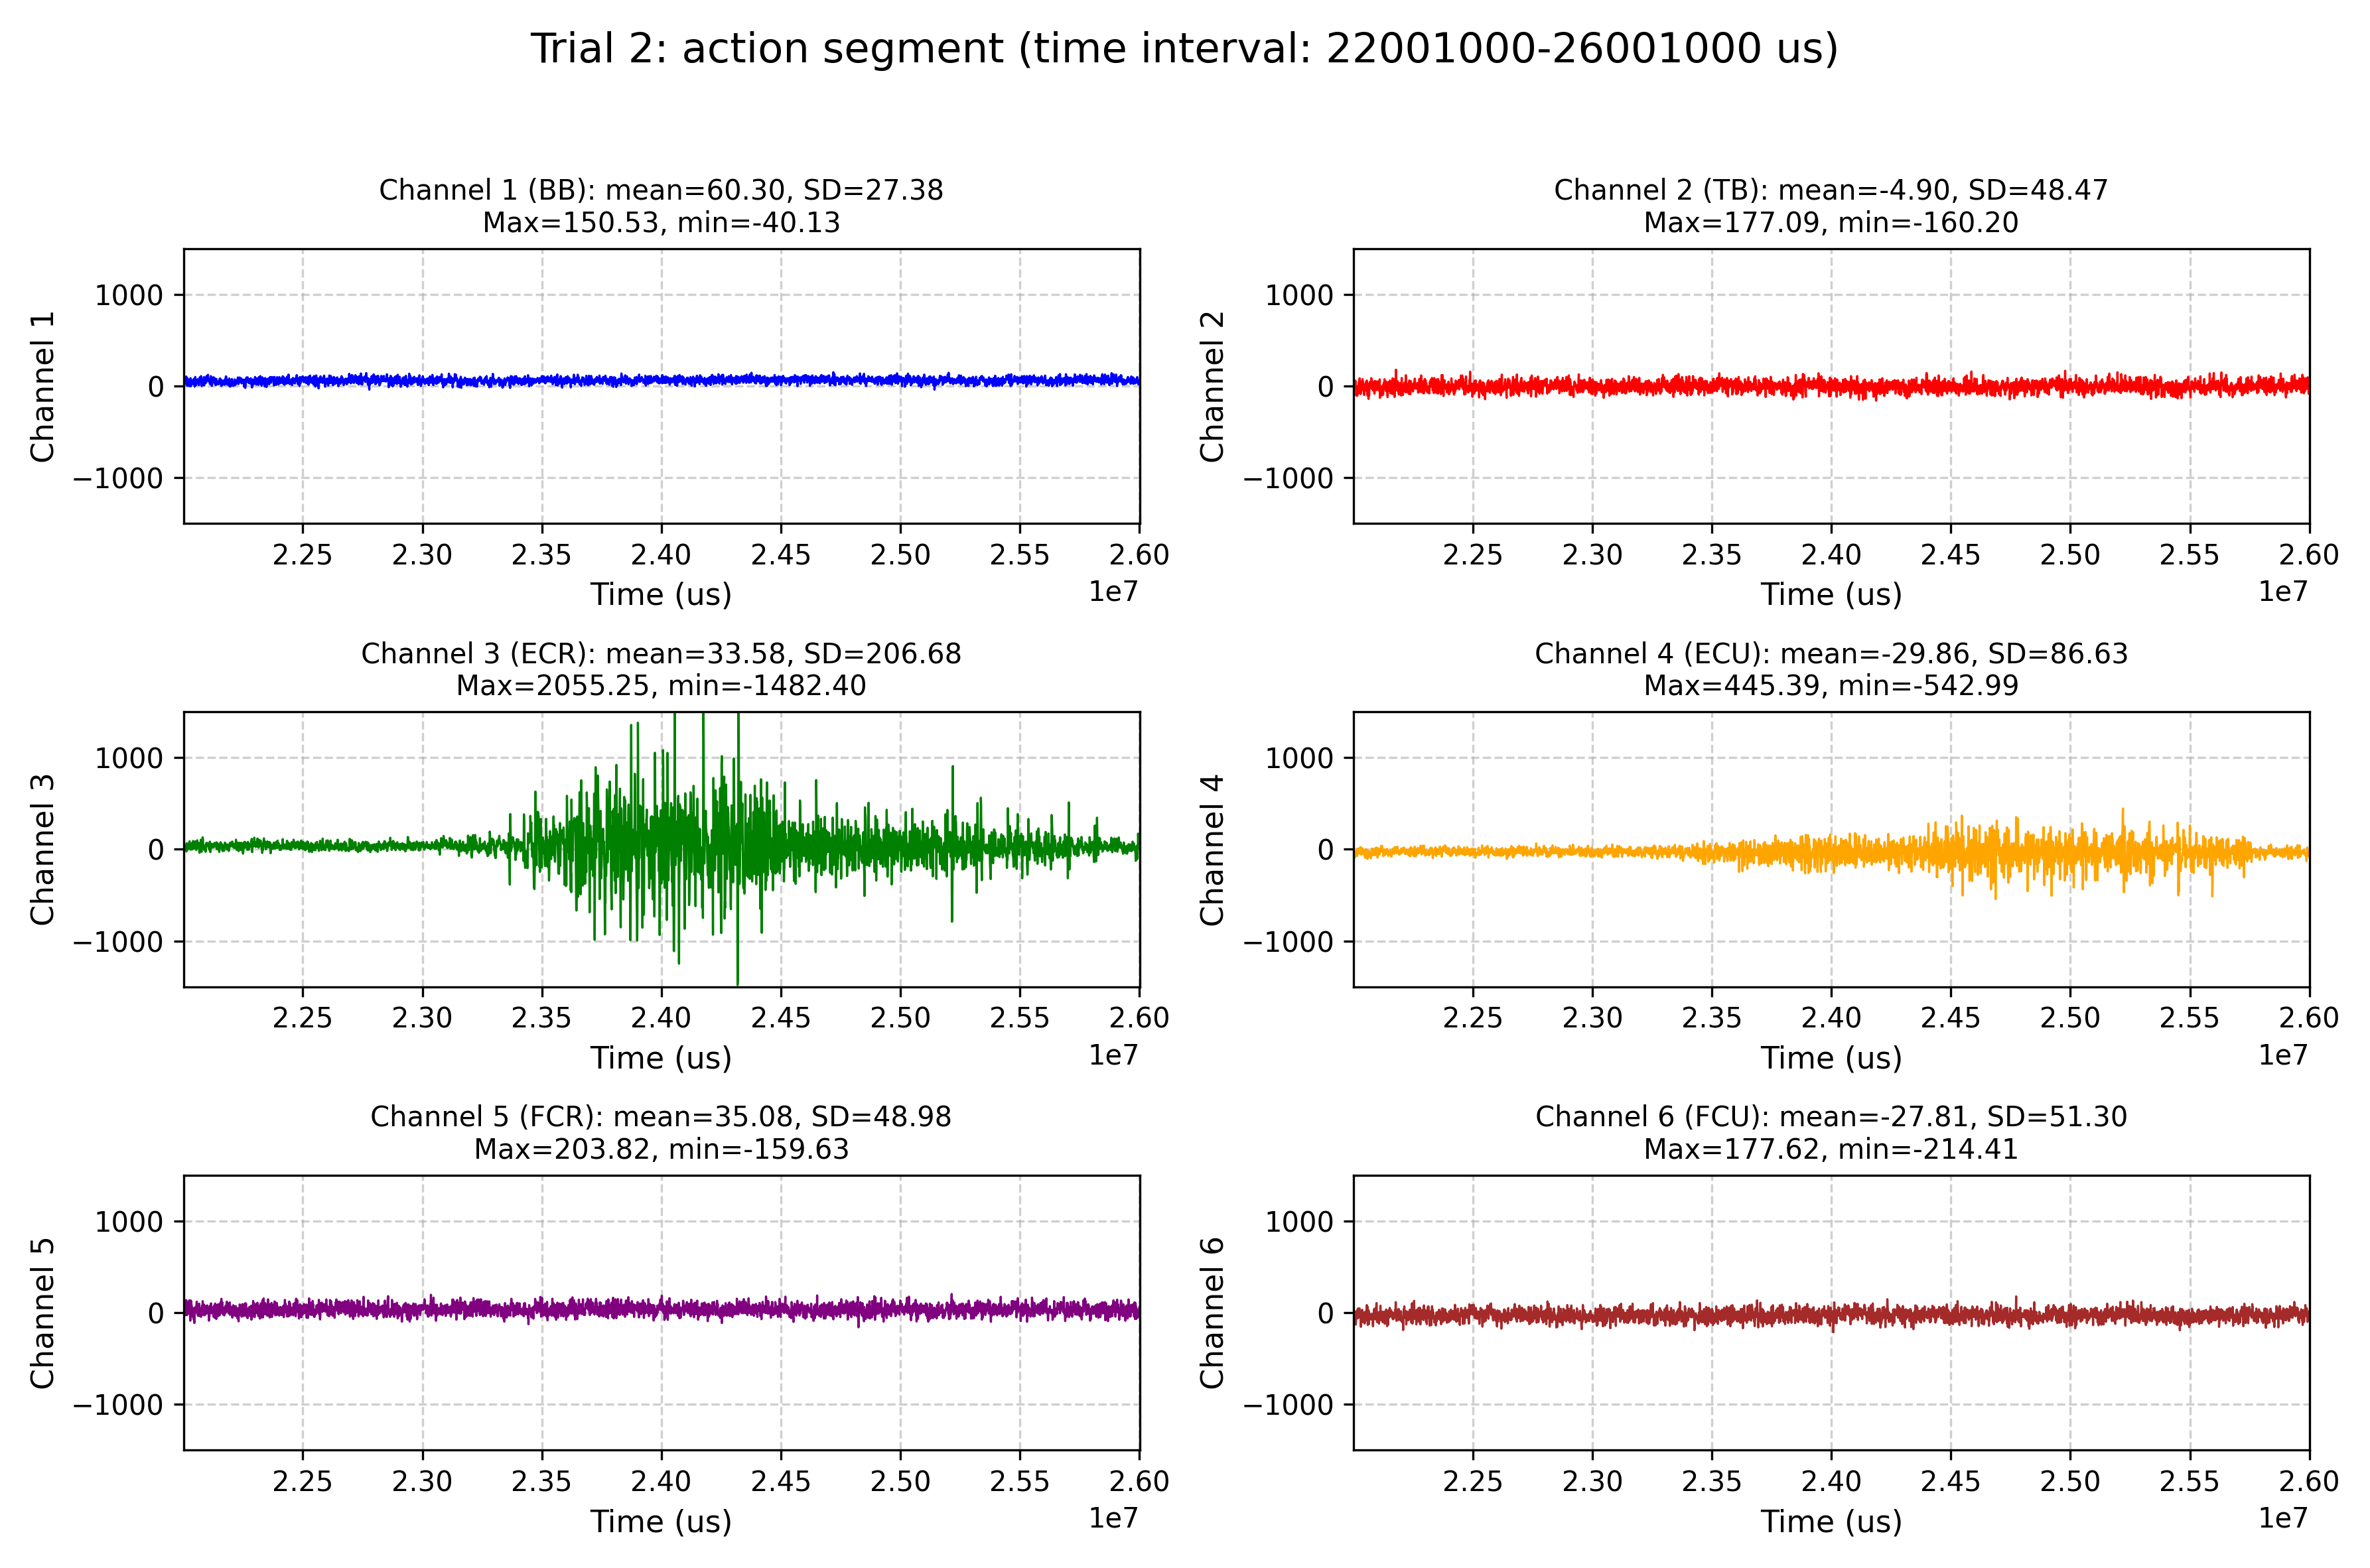 Trial 2: action segment (time interval: 22001000-26001000 us)
Channel 1 (BB): mean=60.30, SD=27.38
Max=150.53, min=-40.13
1000
0
−1000
Channel 1
2.25 2.30 2.35 2.40 2.45 2.50 2.55 2.60
Time (us)
1e7
Channel 2 (TB): mean=-4.90, SD=48.47
Max=177.09, min=-160.20
1000
0
−1000
Channel 2
2.25 2.30 2.35 2.40 2.45 2.50 2.55 2.60
Time (us)
1e7
Channel 3 (ECR): mean=33.58, SD=206.68
Max=2055.25, min=-1482.40
1000
0
−1000
Channel 3
2.25 2.30 2.35 2.40 2.45 2.50 2.55 2.60
Time (us)
1e7
Channel 4 (ECU): mean=-29.86, SD=86.63
Max=445.39, min=-542.99
1000
0
−1000
Channel 4
2.25 2.30 2.35 2.40 2.45 2.50 2.55 2.60
Time (us)
1e7
Channel 5 (FCR): mean=35.08, SD=48.98
Max=203.82, min=-159.63
1000
0
−1000
Channel 5
2.25 2.30 2.35 2.40 2.45 2.50 2.55 2.60
Time (us)
1e7
Channel 6 (FCU): mean=-27.81, SD=51.30
Max=177.62, min=-214.41
1000
0
−1000
Channel 6
2.25 2.30 2.35 2.40 2.45 2.50 2.55 2.60
Time (us)
1e7